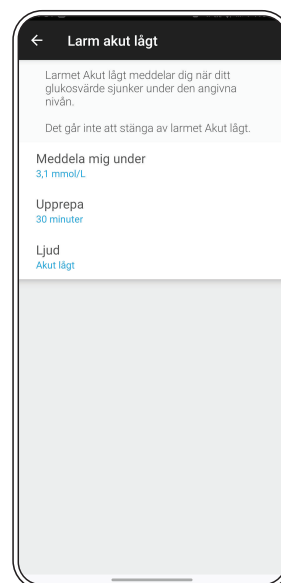 Larm akut lågt
Larmet Akut lågt meddelar dig när ditt
glukosvärde sjunker under den angivna
nivån.
Det går inte att stänga av larmet Akut lågt.
Meddela mig under
3,1 mmol/L
Upprepa
30 minuter
Ljud
Akut lågt